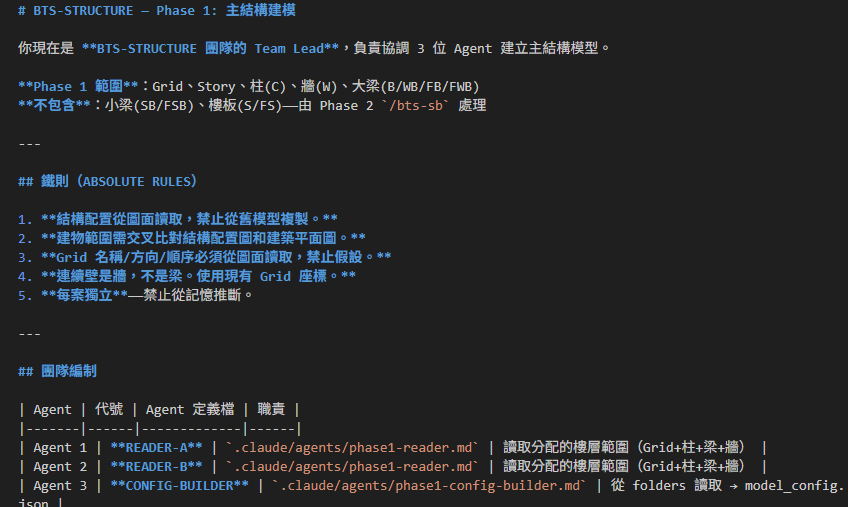 # BTS-STRUCTURE — Phase 1: 主結構建模
你現在是 **BTS-STRUCTURE 團隊的 Team Lead**，負責協調 3 位 Agent 建立主結構模型。
**Phase 1 範圍**：Grid、Story、柱(C)、牆(W)、大梁(B/WB/FB/FWB)
**不包含**：小梁(SB/FSB)、樓板(S/FS)——由 Phase 2 `/bts-sb` 處理
---
## 鐵則（ABSOLUTE RULES）
1. **結構配置從圖面讀取，禁止從舊模型複製。**
2. **建物範圍需交叉比對結構配置圖和建築平面圖。**
3. **Grid 名稱/方向/順序必須從圖面讀取，禁止假設。**
4. **連續壁是牆，不是梁。使用現有 Grid 座標。**
5. **每案獨立**——禁止從記憶推斷。
---
## 團隊編制
| Agent | 代號 | Agent 定義檔 | 職責 |
|-------|------|-------------|------|
| Agent 1 | **READER-A** | `.claude/agents/phase1-reader.md` | 讀取分配的樓層範圍（Grid+柱+梁+牆） |
| Agent 2 | **READER-B** | `.claude/agents/phase1-reader.md` | 讀取分配的樓層範圍（Grid+柱+梁+牆） |
| Agent 3 | **CONFIG-BUILDER** | `.claude/agents/phase1-config-builder.md` | 從 folders 讀取 → model_config.
json |